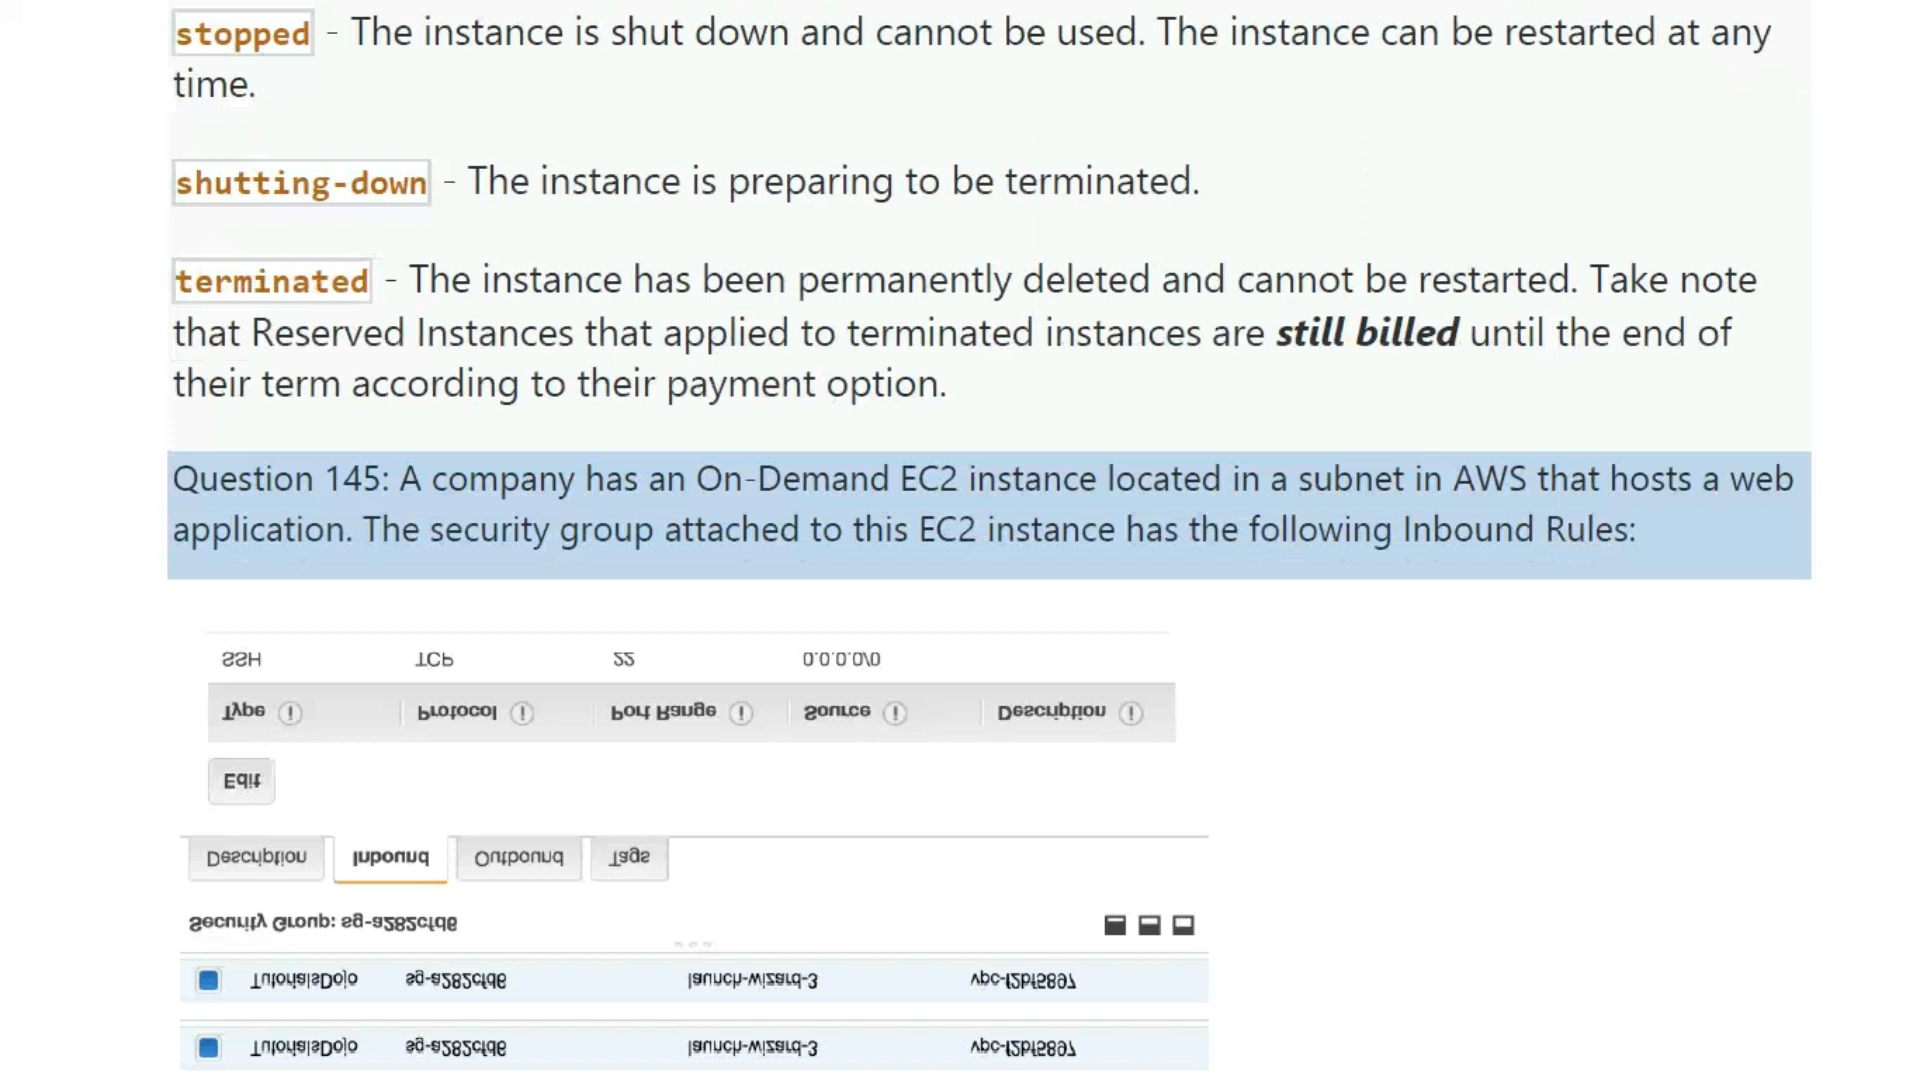 stopped - The instance is shut down and cannot be used. The instance can be restarted at any
time.
shutting-down - The instance is preparing to be terminated.
terminated - The instance has been permanently deleted and cannot be restarted. Take note
that Reserved Instances that applied to terminated instances are still billed until the end of
their term according to their payment option.
Question 145: A company has an On-Demand EC2 instance located in a subnet in AWS that hosts a web
application. The security group attached to this EC2 instance has the following Inbound Rules:
SSH TCP 22 0.0.0.0/0
Type Protocol Port Range Source Description
Edit
Description Inbound Outbound Tags
Security Group: sg-a282cfd6
TutorialsDojo sg-a282cfd6 launch-wizard-3 vpc-f2bf5897
TutorialsDojo sg-a282cfd6 launch-wizard-3 vpc-f2bf5897